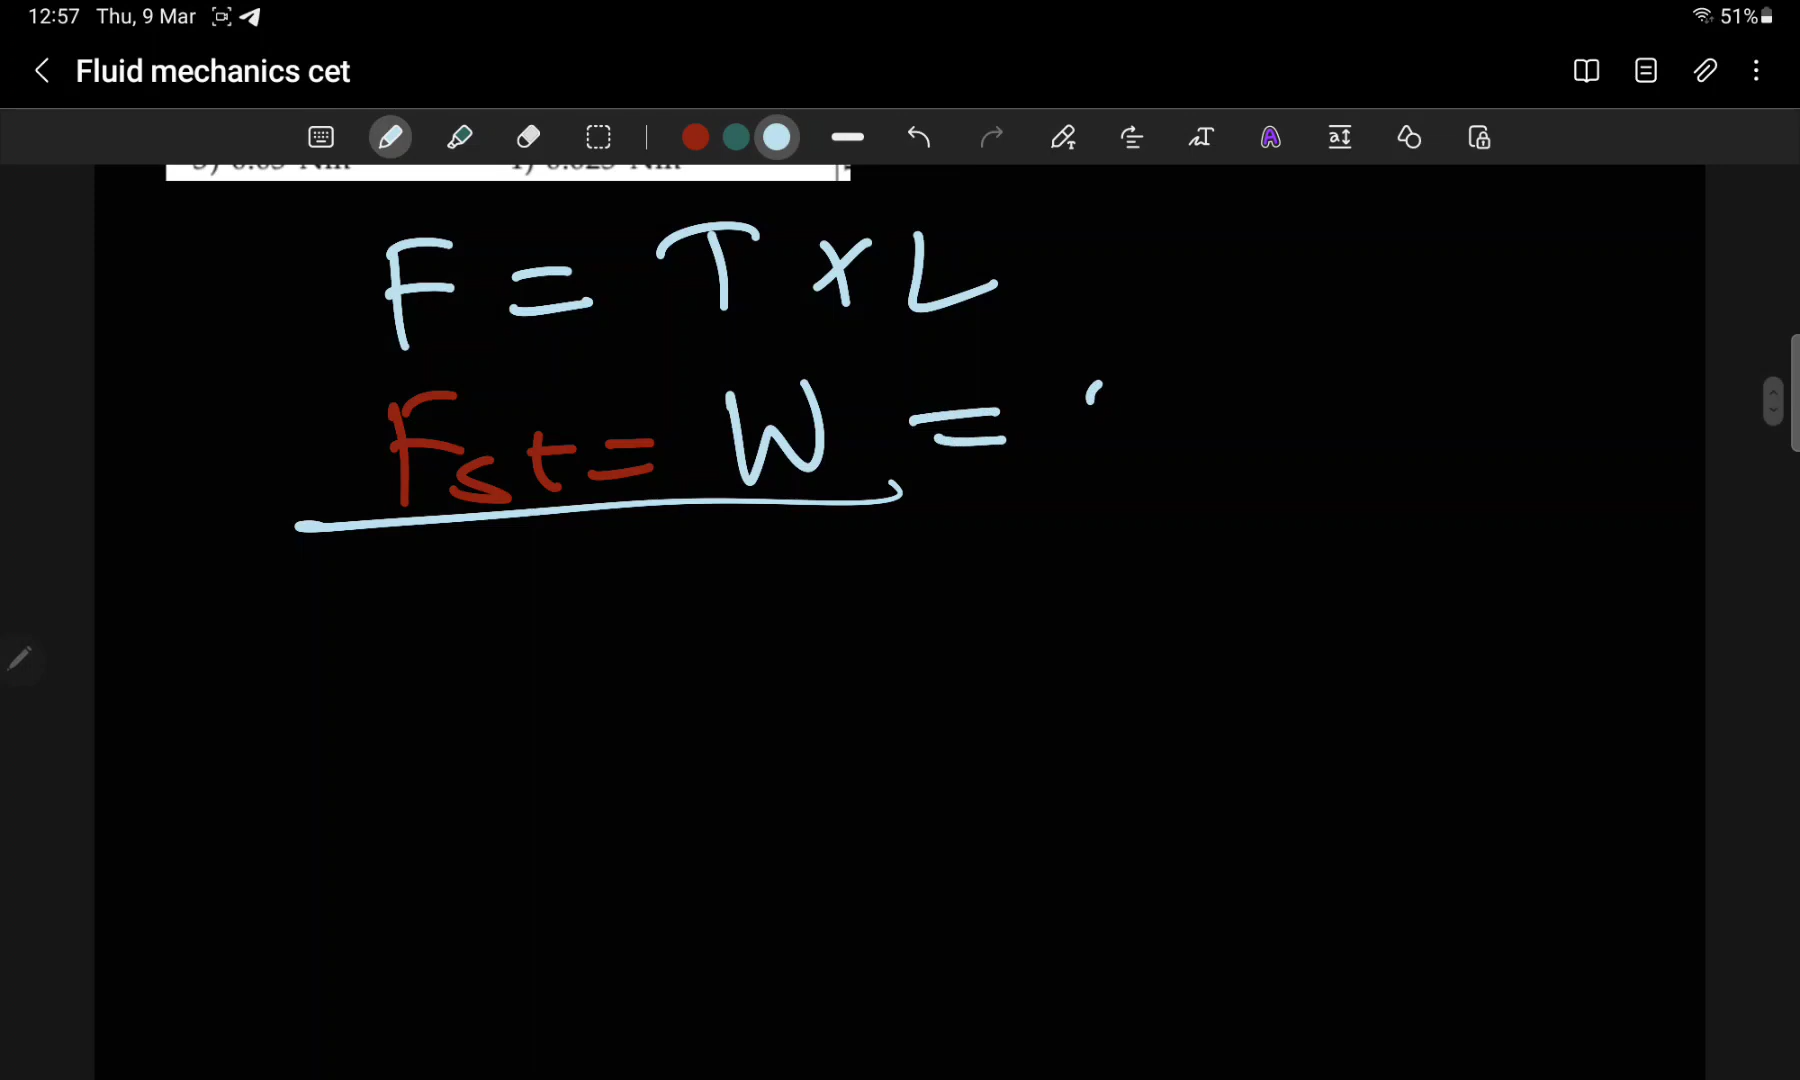 12:57 Thu, 9 Mar 51%
Fluid mechanics cet
F = T × L
Fst = W =